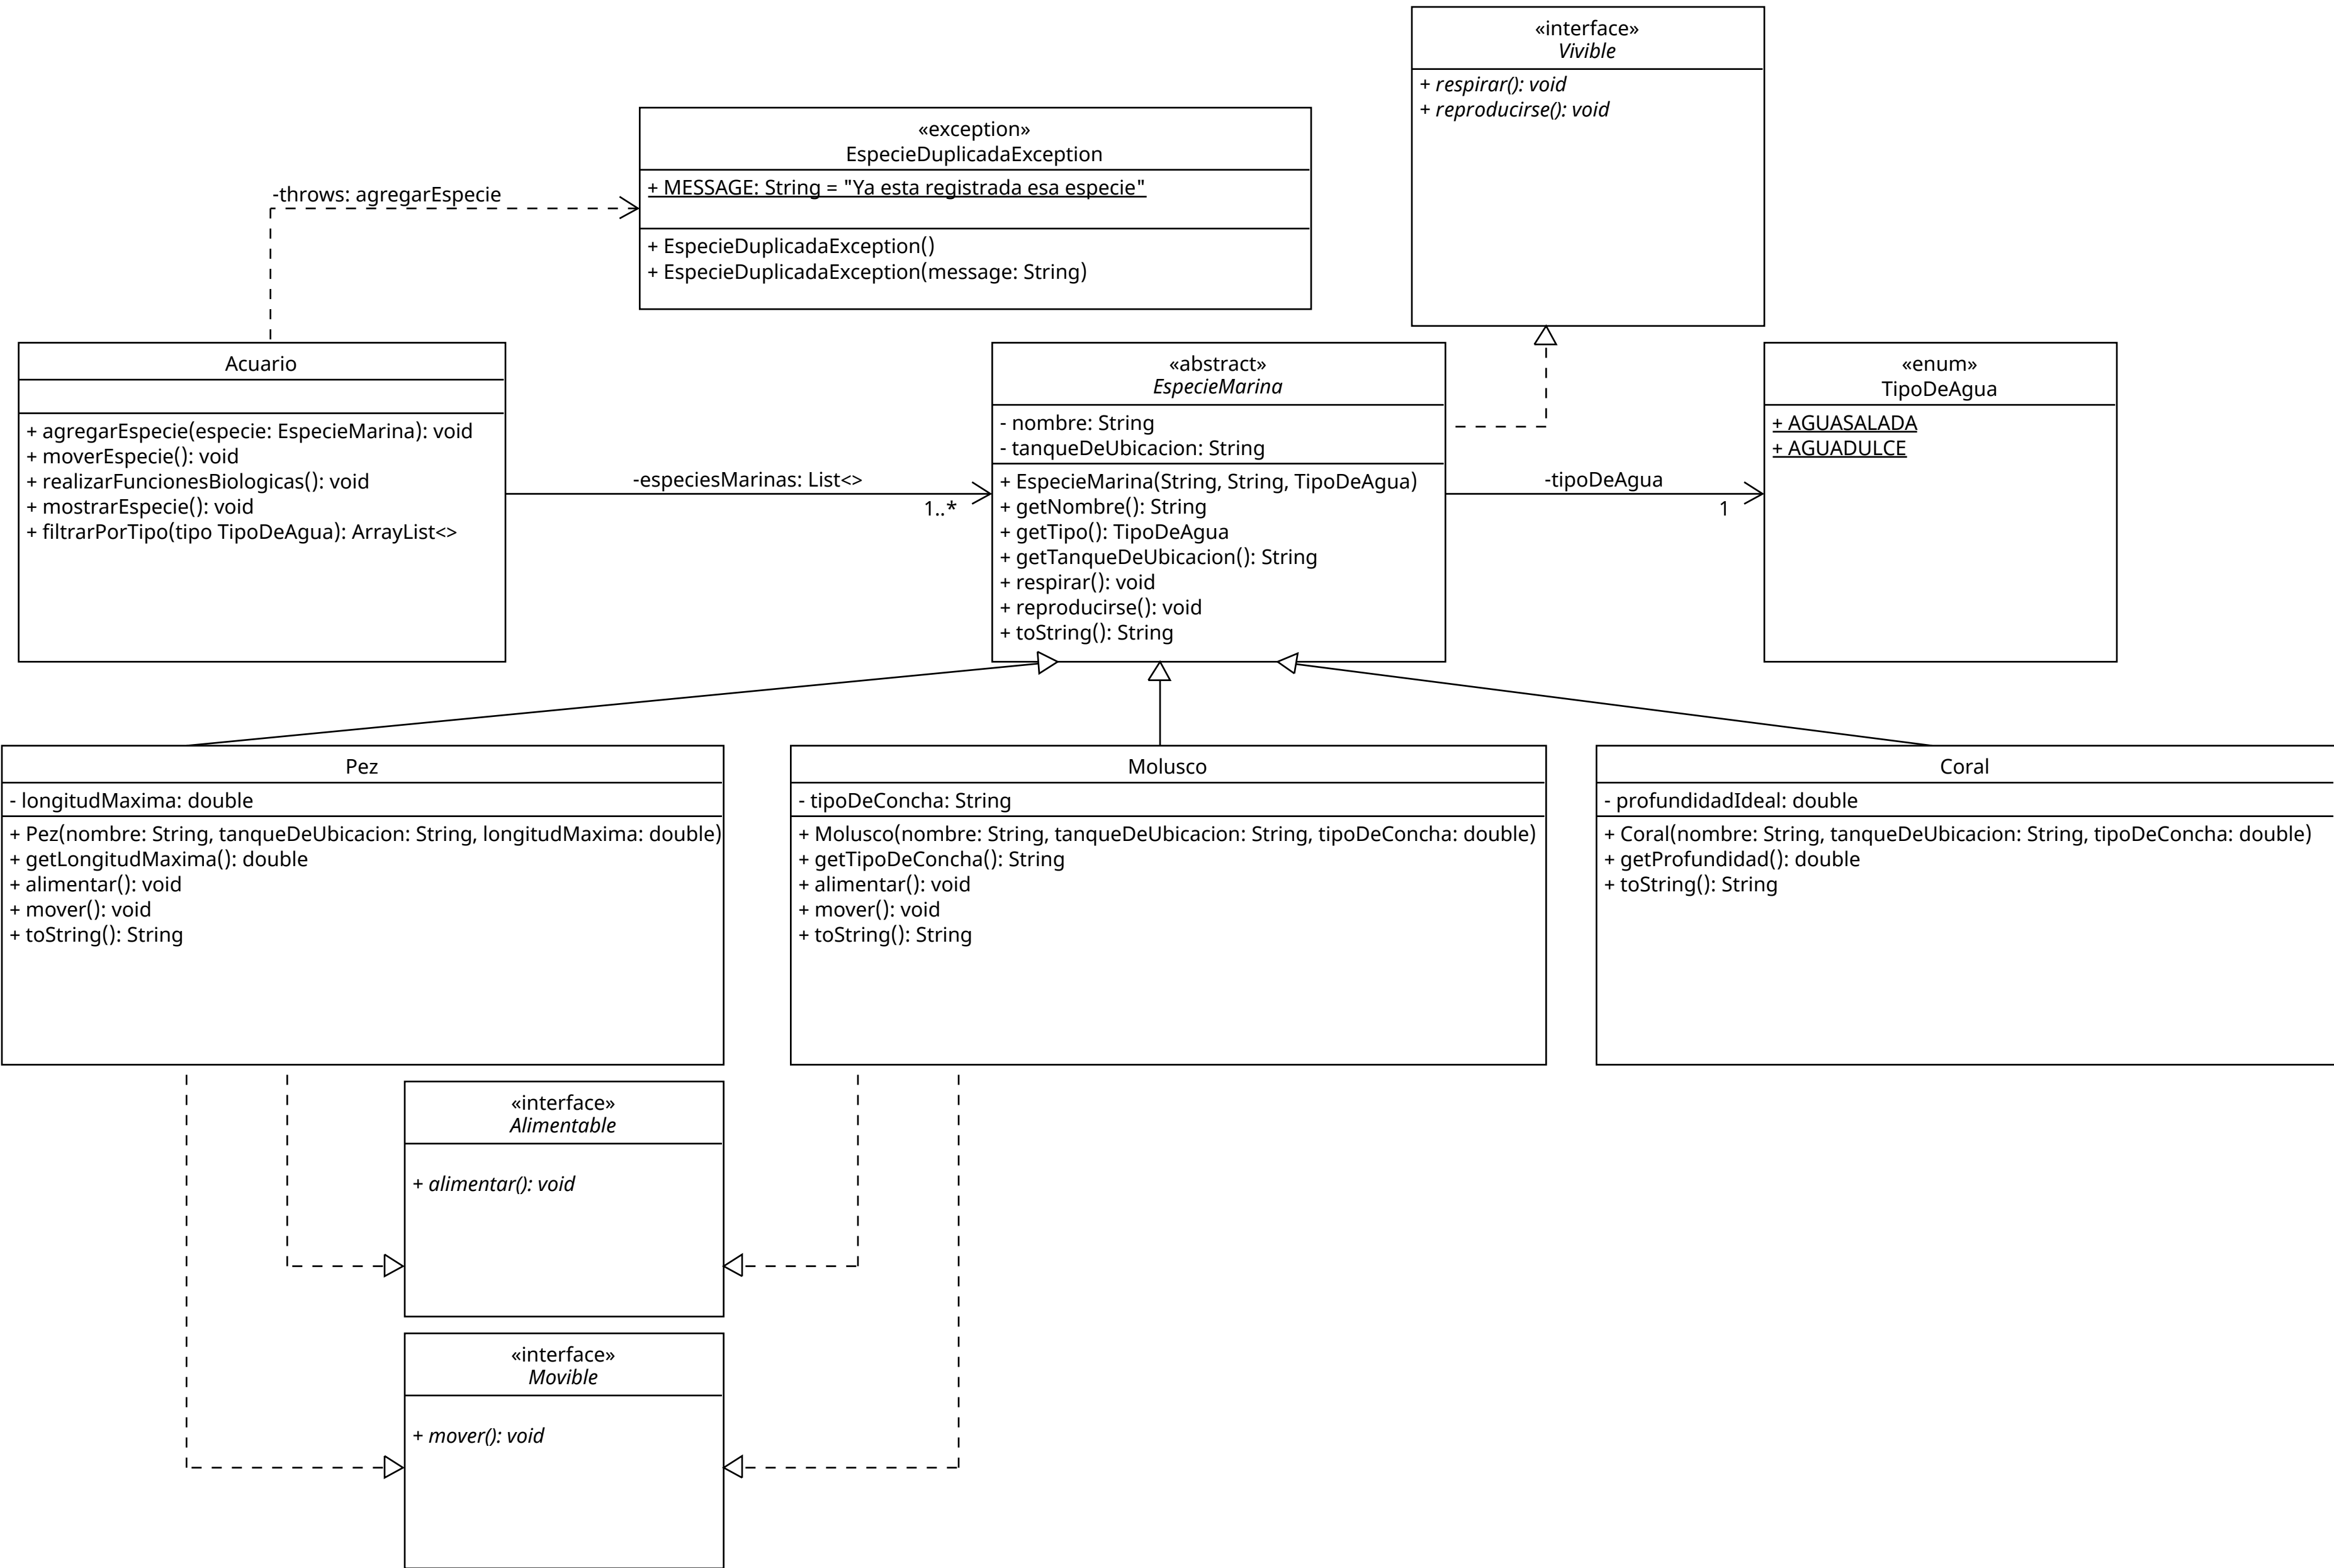 «interface»
Vivible
+ respirar(): void
+ reproducirse(): void
«exception»
EspecieDuplicadaException
+ MESSAGE: String = "Ya esta registrada esa especie"
+ EspecieDuplicadaException()
+ EspecieDuplicadaException(message: String)
-throws: agregarEspecie
Acuario
+ agregarEspecie(especie: EspecieMarina): void
+ moverEspecie(): void
+ realizarFuncionesBiologicas(): void
+ mostrarEspecie(): void
+ filtrarPorTipo(tipo TipoDeAgua): ArrayList<>
-especiesMarinas: List<>
1..*
«abstract»
EspecieMarina
- nombre: String
- tanqueDeUbicacion: String
+ EspecieMarina(String, String, TipoDeAgua)
+ getNombre(): String
+ getTipo(): TipoDeAgua
+ getTanqueDeUbicacion(): String
+ respirar(): void
+ reproducirse(): void
+ toString(): String
-tipoDeAgua
1
«enum»
TipoDeAgua
+ AGUASALADA
+ AGUADULCE
Pez
- longitudMaxima: double
+ Pez(nombre: String, tanqueDeUbicacion: String, longitudMaxima: double)
+ getLongitudMaxima(): double
+ alimentar(): void
+ mover(): void
+ toString(): String
Molusco
- tipoDeConcha: String
+ Molusco(nombre: String, tanqueDeUbicacion: String, tipoDeConcha: double)
+ getTipoDeConcha(): String
+ alimentar(): void
+ mover(): void
+ toString(): String
Coral
- profundidadIdeal: double
+ Coral(nombre: String, tanqueDeUbicacion: String, tipoDeConcha: double)
+ getProfundidad(): double
+ toString(): String
«interface»
Alimentable
+ alimentar(): void
«interface»
Movible
+ mover(): void